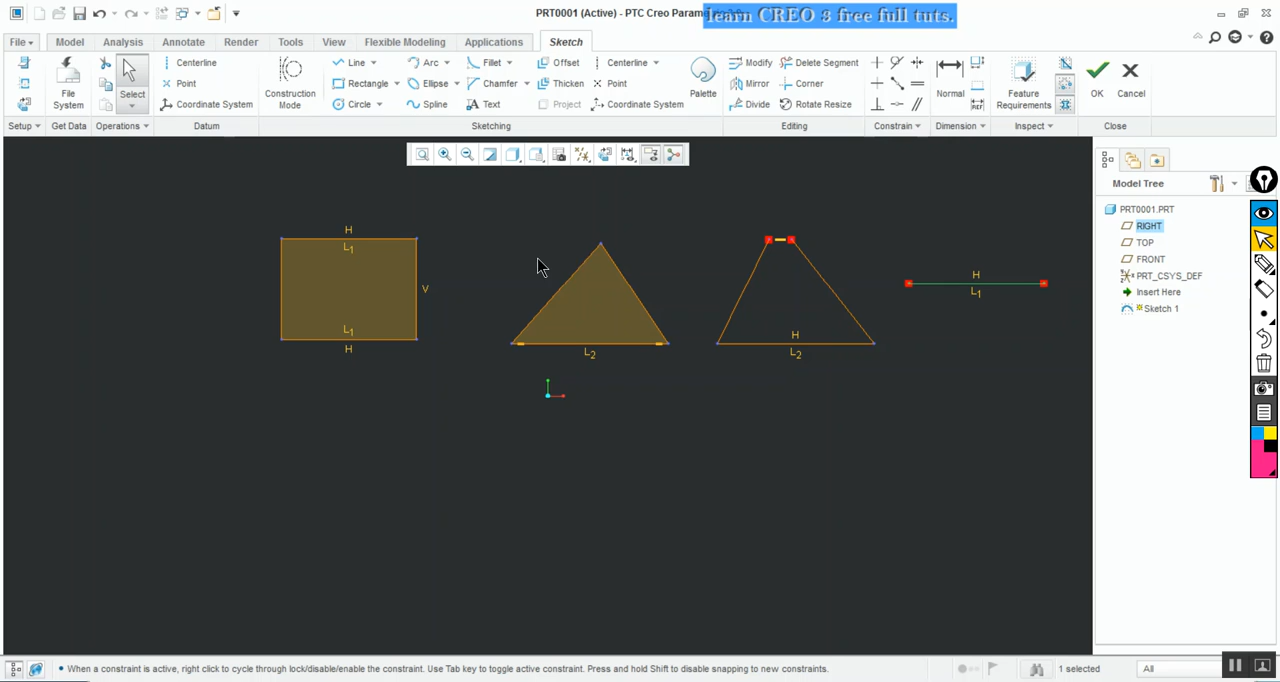 PRT0001 (Active) - PTC Creo Param
learn CREO 3 free full tuts.
File Model Analysis Annotate Render Tools View Flexible Modeling Applications Sketch
Centerline Line Arc Fillet Offset Centerline Modify Delete Segment
Point Rectangle Ellipse Chamfer Thicken Point Mirror Corner
Coordinate System Circle Spline Text Project Coordinate System Divide Rotate Resize
File System Select Construction Mode Palette Normal Feature Requirements OK Cancel
Setup Get Data Operations Datum Sketching Editing Constrain Dimension Inspect Close
Model Tree
PRT0001.PRT
RIGHT
TOP
FRONT
PRT_CSYS_DEF
Insert Here
Sketch 1
H
L1
V
L1
H
L2
H
L2
H
L1
When a constraint is active, right click to cycle through lock/disable/enable the constraint. Use Tab key to toggle active constraint. Press and hold Shift to disable snapping to new constraints.
1 selected
All